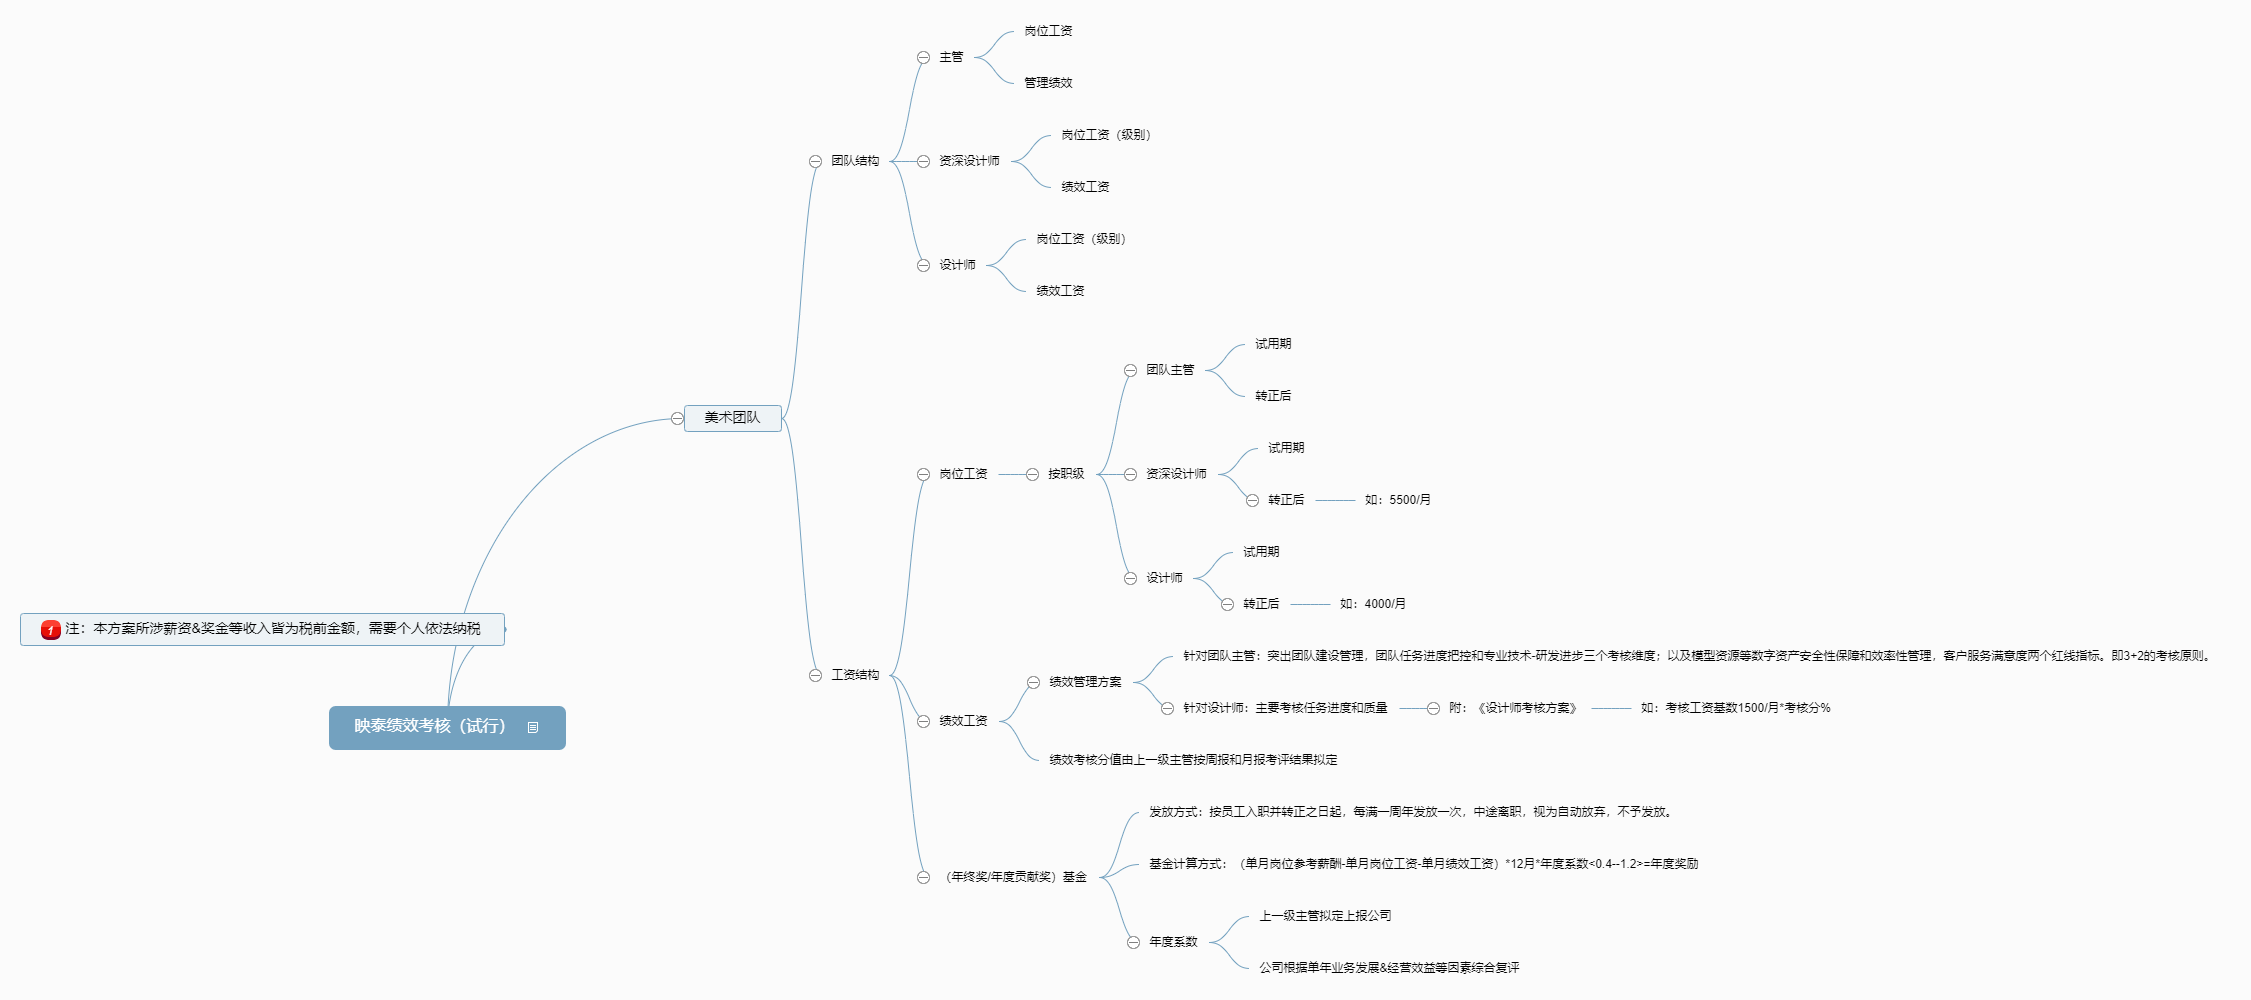 岗位工资
主管
管理绩效
岗位工资（级别）
团队结构
资深设计师
绩效工资
岗位工资（级别）
设计师
绩效工资
试用期
团队主管
转正后
美术团队
试用期
岗位工资
按职级
资深设计师
转正后
如：5500/月
试用期
设计师
转正后
如：4000/月
1
注：本方案所涉薪资&奖金等收入皆为税前金额，需要个人依法纳税
针对团队主管：突出团队建设管理，团队任务进度把控和专业技术-研发进步三个考核维度；以及模型资源等数字资产安全性保障和效率性管理，客户服务满意度两个红线指标。即3+2的考核原则。
工资结构
绩效管理方案
针对设计师：主要考核任务进度和质量
附：《设计师考核方案》
如：考核工资基数1500/月*考核分%
绩效工资
映泰绩效考核（试行）
绩效考核分值由上一级主管按周报和月报考评结果拟定
发放方式：按员工入职并转正之日起，每满一周年发放一次，中途离职，视为自动放弃，不予发放。
基金计算方式：（单月岗位参考薪酬-单月岗位工资-单月绩效工资）*12月*年度系数<0.4--1.2>=年度奖励
（年终奖/年度贡献奖）基金
上一级主管拟定上报公司
年度系数
公司根据单年业务发展&经营效益等因素综合复评